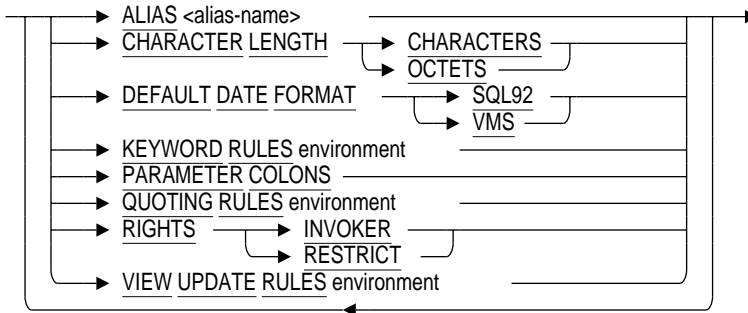 ALIAS <alias-name>
CHARACTER LENGTH CHARACTERS
OCTETS
DEFAULT DATE FORMAT SQL92
VMS
KEYWORD RULES environment
PARAMETER COLONS
QUOTING RULES environment
RIGHTS INVOKER
RESTRICT
VIEW UPDATE RULES environment